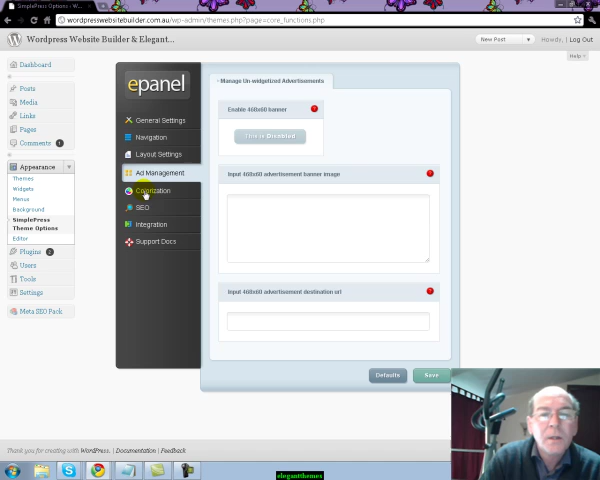 SimplePress Options ‹ W...
wordpresswebsitebuilder.com.au/wp-admin/themes.php?page=core_functions.php
Wordpress Website Builder & Elegant...
New Post
Howdy, | Log Out
Help
Dashboard
Posts
Media
Links
Pages
Comments 1
Appearance
Themes
Widgets
Menus
Background
SimplePress
Theme Options
Editor
Plugins 2
Users
Tools
Settings
Meta SEO Pack
epanel
General Settings
Navigation
Layout Settings
Ad Management
Colorization
SEO
Integration
Support Docs
Manage Un-widgetized Advertisements
Enable 468x60 banner
This is Disabled
Input 468x60 advertisement banner image
Input 468x60 advertisement destination url
Defaults
Save
Thank you for creating with WordPress. | Documentation | Feedback
elegantthemes